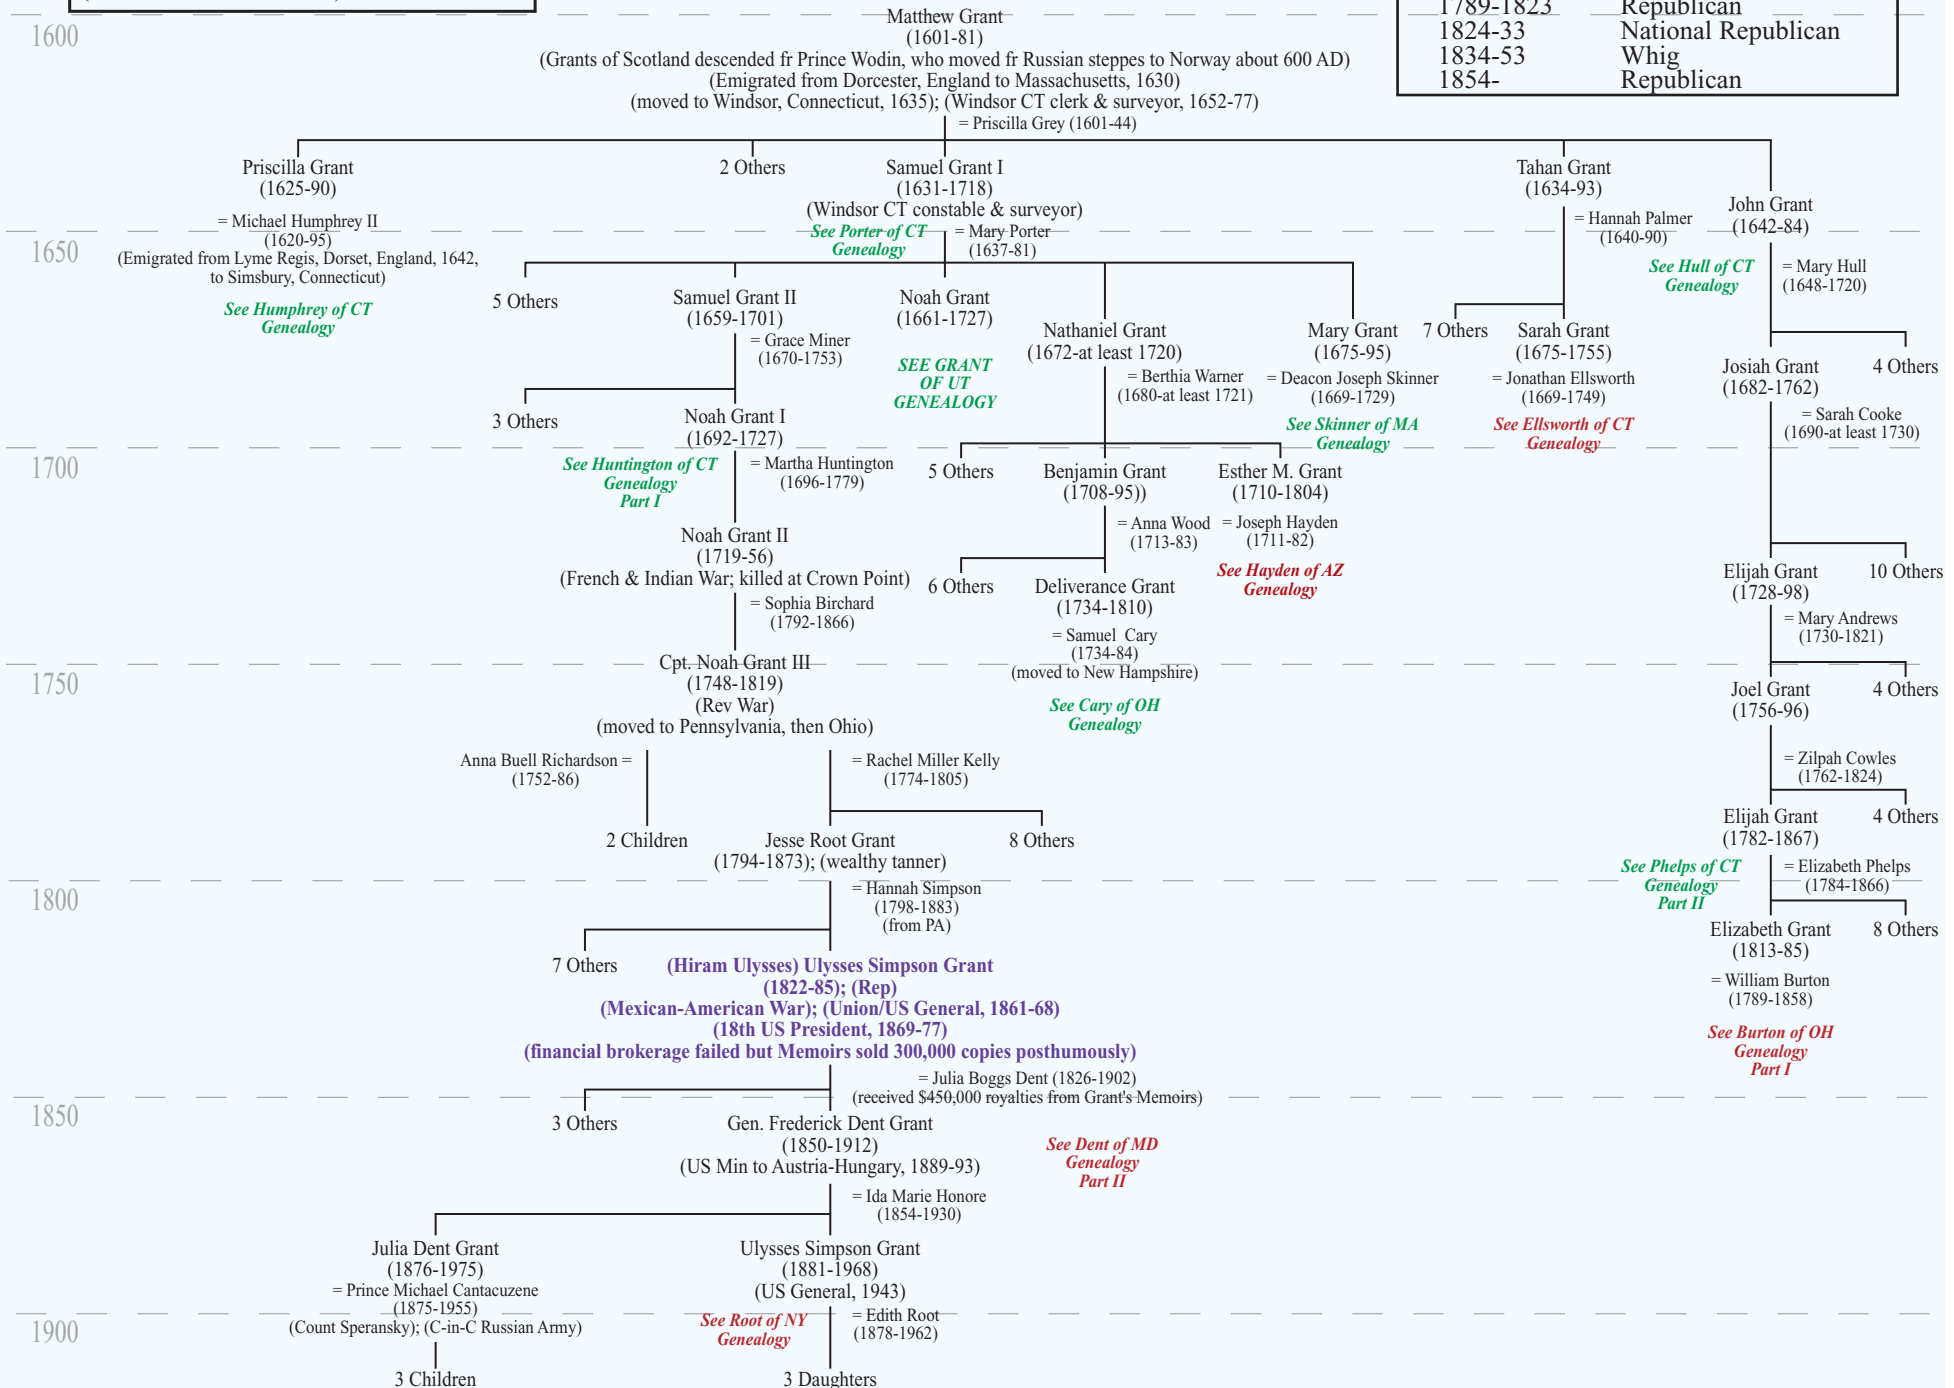 1789-1823 Republican
1824-33 National Republican
1834-53 Whig
1854- Republican
1600
Matthew Grant
(1601-81)
(Grants of Scotland descended fr Prince Wodin, who moved fr Russian steppes to Norway about 600 AD)
(Emigrated from Dorcester, England to Massachusetts, 1630)
(moved to Windsor, Connecticut, 1635); (Windsor CT clerk & surveyor, 1652-77)
= Priscilla Grey (1601-44)
Priscilla Grant
(1625-90)
= Michael Humphrey II
(1620-95)
(Emigrated from Lyme Regis, Dorset, England, 1642,
to Simsbury, Connecticut)
See Humphrey of CT
Genealogy
2 Others
Samuel Grant I
(1631-1718)
(Windsor CT constable & surveyor)
See Porter of CT
Genealogy
= Mary Porter
(1637-81)
Tahan Grant
(1634-93)
= Hannah Palmer
(1640-90)
John Grant
(1642-84)
See Hull of CT
Genealogy
= Mary Hull
(1648-1720)
1650
5 Others
Samuel Grant II
(1659-1701)
= Grace Miner
(1670-1753)
Noah Grant
(1661-1727)
SEE GRANT
OF UT
GENEALOGY
Nathaniel Grant
(1672-at least 1720)
= Berthia Warner
(1680-at least 1721)
Mary Grant
(1675-95)
= Deacon Joseph Skinner
(1669-1729)
See Skinner of MA
Genealogy
7 Others
Sarah Grant
(1675-1755)
= Jonathan Ellsworth
(1669-1749)
See Ellsworth of CT
Genealogy
Josiah Grant
(1682-1762)
4 Others
= Sarah Cooke
(1690-at least 1730)
3 Others
Noah Grant I
(1692-1727)
See Huntington of CT
Genealogy
Part I
= Martha Huntington
(1696-1779)
1700
5 Others
Benjamin Grant
(1708-95))
= Anna Wood
(1713-83)
Esther M. Grant
(1710-1804)
= Joseph Hayden
(1711-82)
See Hayden of AZ
Genealogy
Noah Grant II
(1719-56)
(French & Indian War; killed at Crown Point)
= Sophia Birchard
(1792-1866)
6 Others
Deliverance Grant
(1734-1810)
= Samuel Cary
(1734-84)
(moved to New Hampshire)
See Cary of OH
Genealogy
Elijah Grant
(1728-98)
10 Others
= Mary Andrews
(1730-1821)
1750
Cpt. Noah Grant III
(1748-1819)
(Rev War)
(moved to Pennsylvania, then Ohio)
Joel Grant
(1756-96)
4 Others
= Zilpah Cowles
(1762-1824)
Anna Buell Richardson =
(1752-86)
= Rachel Miller Kelly
(1774-1805)
2 Children
Jesse Root Grant
(1794-1873); (wealthy tanner)
8 Others
Elijah Grant
(1782-1867)
4 Others
See Phelps of CT
Genealogy
Part II
= Elizabeth Phelps
(1784-1866)
1800
= Hannah Simpson
(1798-1883)
(from PA)
Elizabeth Grant
(1813-85)
8 Others
= William Burton
(1789-1858)
See Burton of OH
Genealogy
Part I
7 Others
(Hiram Ulysses) Ulysses Simpson Grant
(1822-85); (Rep)
(Mexican-American War); (Union/US General, 1861-68)
(18th US President, 1869-77)
(financial brokerage failed but Memoirs sold 300,000 copies posthumously)
= Julia Boggs Dent (1826-1902)
(received $450,000 royalties from Grant's Memoirs)
1850
3 Others
Gen. Frederick Dent Grant
(1850-1912)
(US Min to Austria-Hungary, 1889-93)
See Dent of MD
Genealogy
Part II
= Ida Marie Honore
(1854-1930)
Julia Dent Grant
(1876-1975)
= Prince Michael Cantacuzene
(1875-1955)
(Count Speransky); (C-in-C Russian Army)
Ulysses Simpson Grant
(1881-1968)
(US General, 1943)
See Root of NY
Genealogy
= Edith Root
(1878-1962)
1900
3 Children
3 Daughters